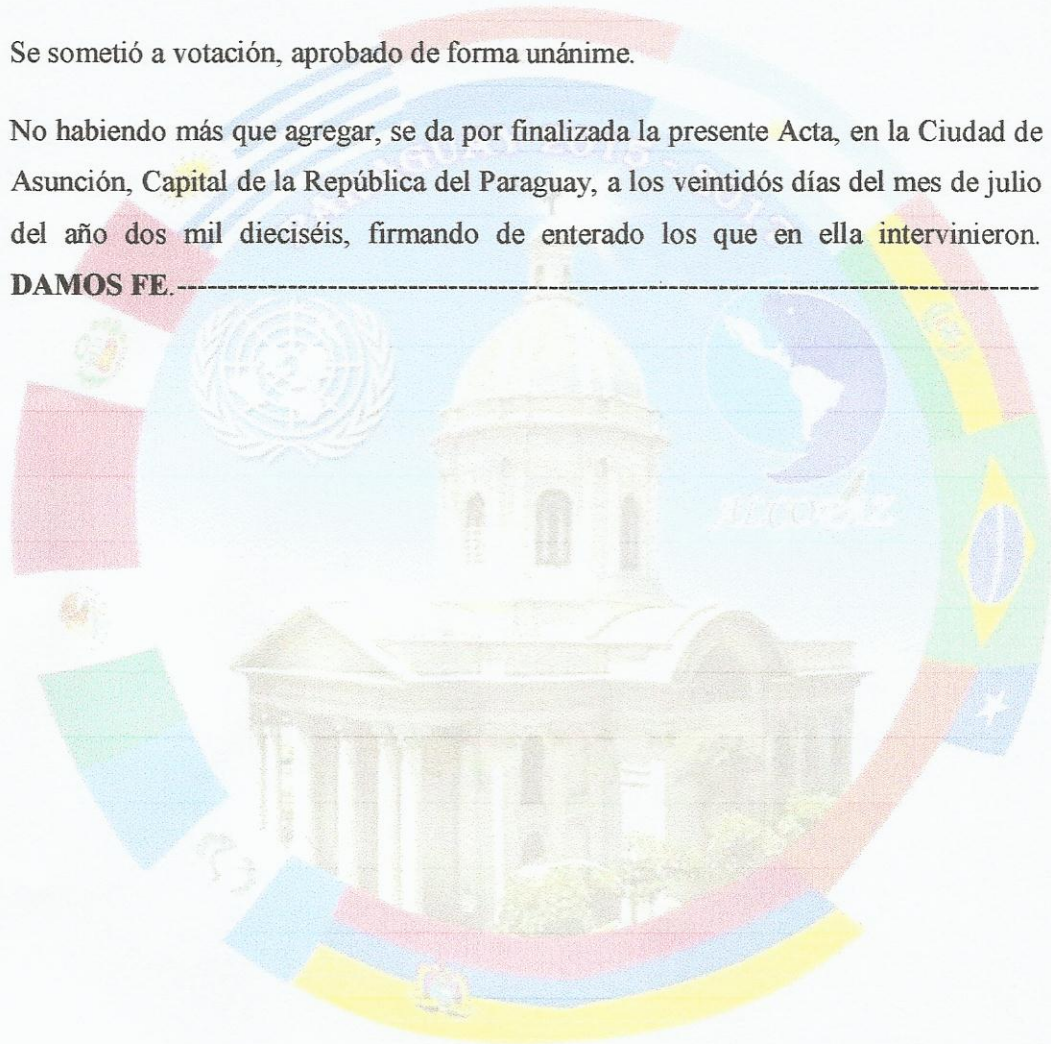 Se sometió a votación, aprobado de forma unánime.
No habiendo más que agregar, se da por finalizada la presente Acta, en la Ciudad de
Asunción, Capital de la República del Paraguay, a los veintidós días del mes de julio
del año dos mil dieciséis, firmando de enterado los que en ella intervinieron.
DAMOS FE.-------------------------------------------------------------------------------------